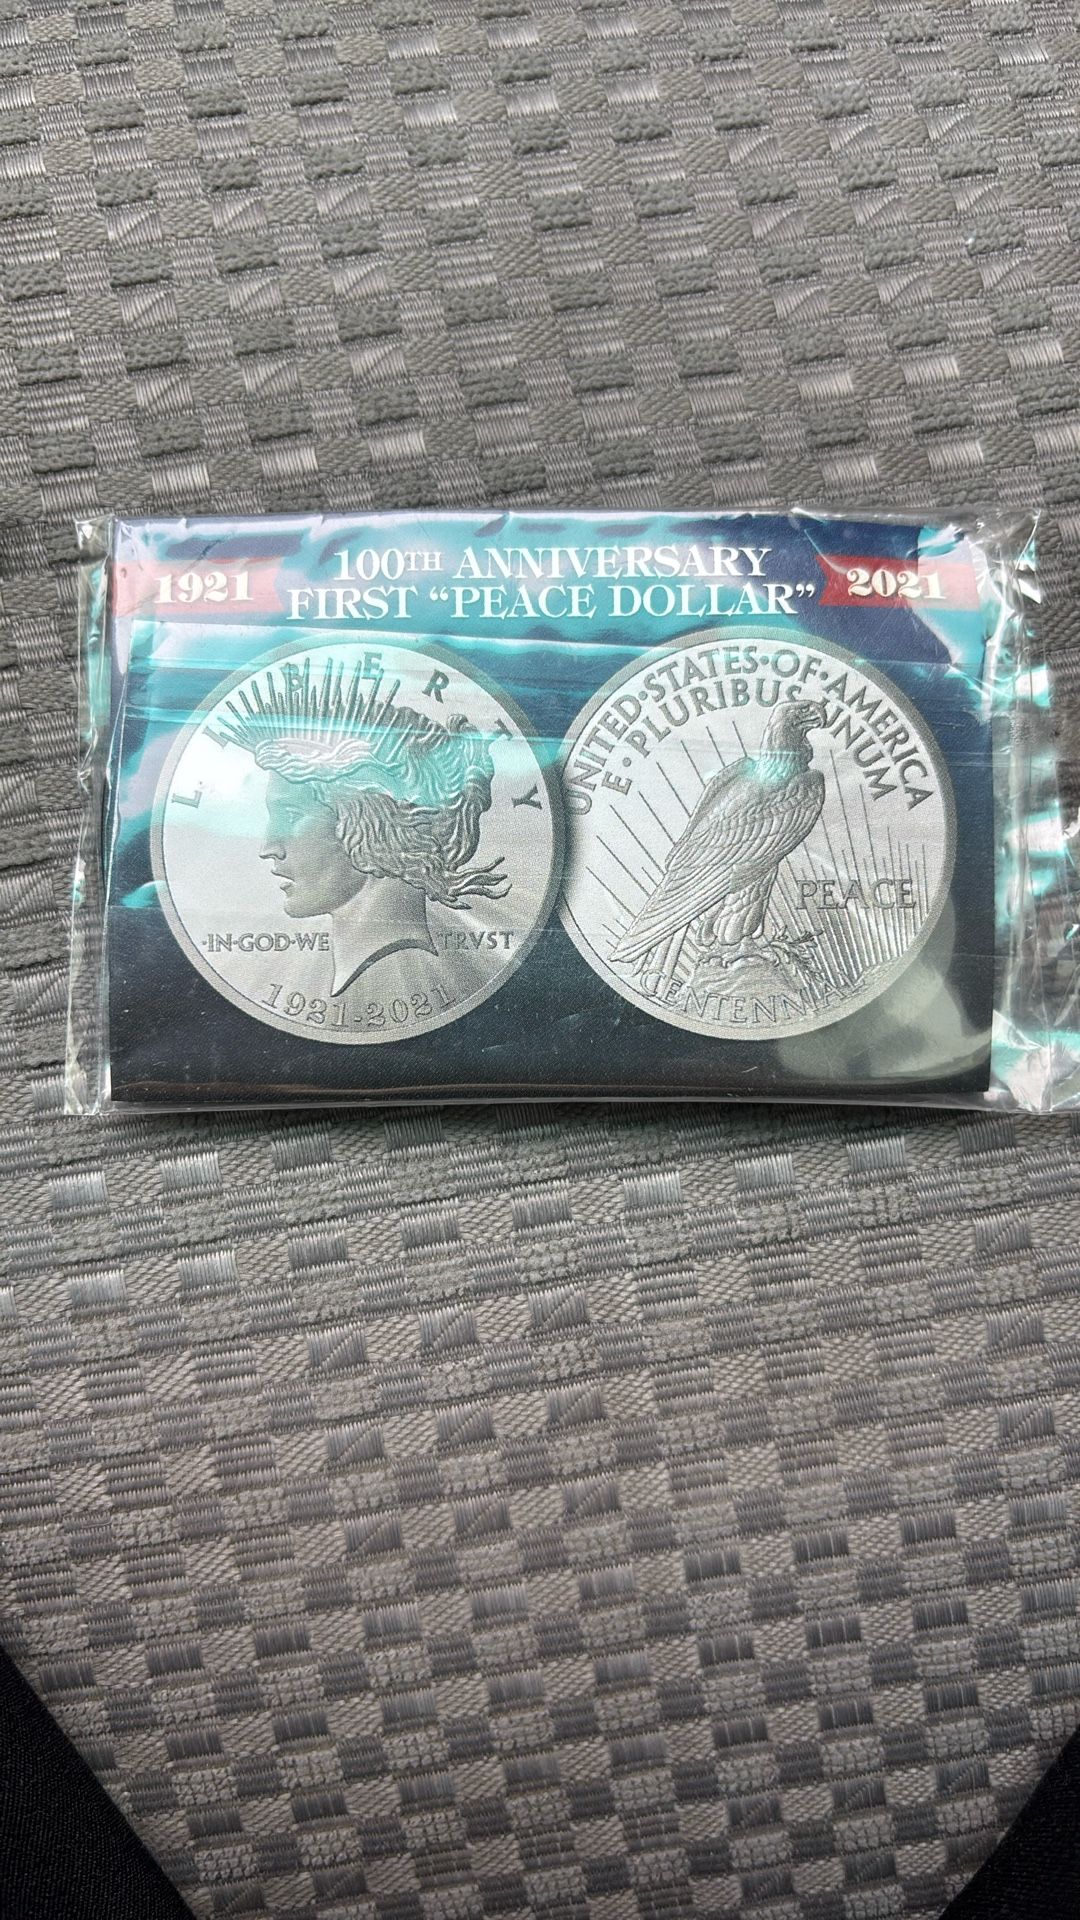 1921
100TH ANNIVERSARY
FIRST "PEACE DOLLAR"
2021
LIBERTY
·IN·GOD·WE TRVST
1921-2021
UNITED·STATES·OF·AMERICA
E·PLURIBUS UNUM
PEACE
CENTENNIAL